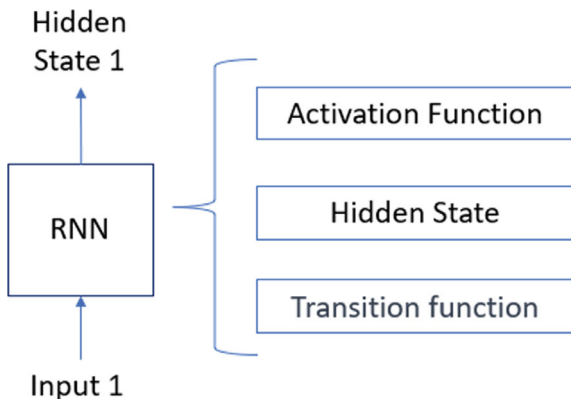 Hidden
State 1
RNN
Input 1
Activation Function
Hidden State
Transition function